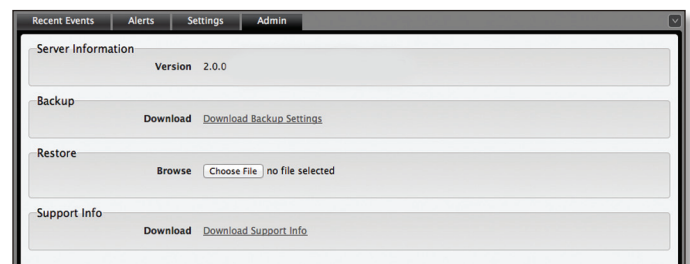 Recent Events Alerts Settings Admin
Server Information
Version 2.0.0
Backup
Download Download Backup Settings
Restore
Browse Choose File no file selected
Support Info
Download Download Support Info